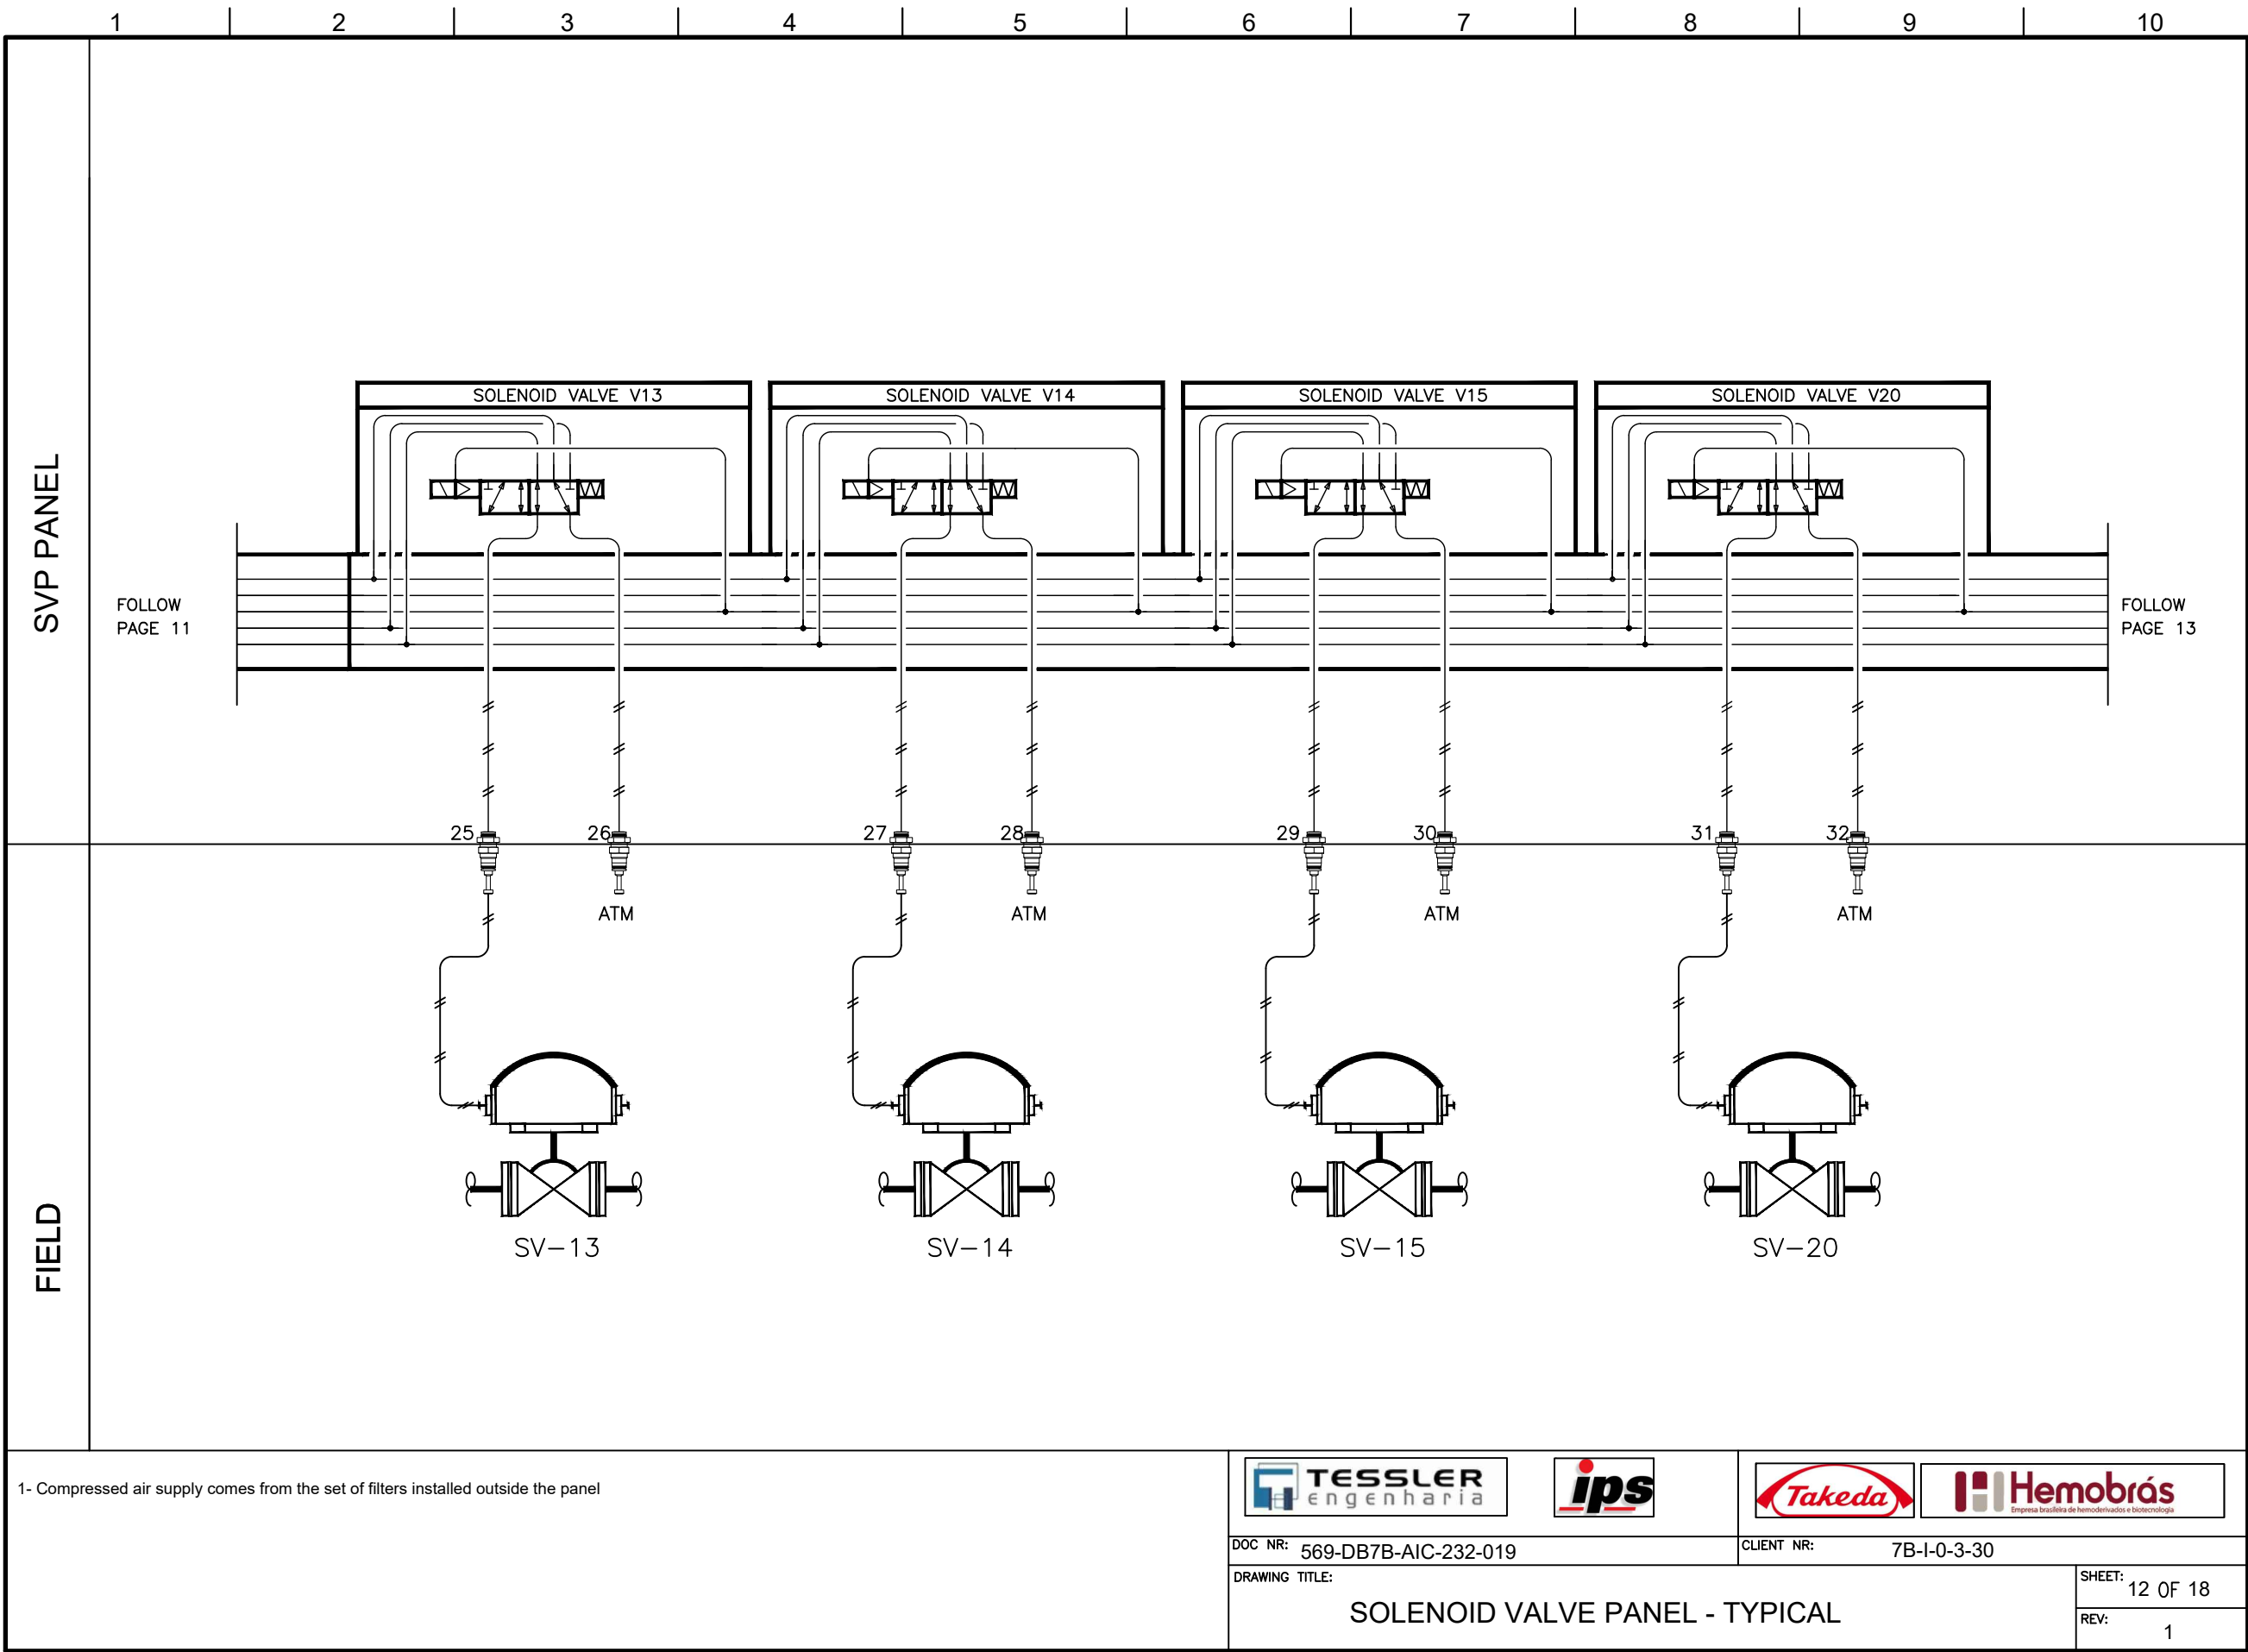 1 2 3 4 5 6 7 8 9 10
SVP PANEL
SOLENOID VALVE V13
SOLENOID VALVE V14
SOLENOID VALVE V15
SOLENOID VALVE V20
FOLLOW
PAGE 11
FOLLOW
PAGE 13
25 26 27 28 29 30 31 32
ATM ATM ATM ATM
FIELD
SV-13 SV-14 SV-15 SV-20
1- Compressed air supply comes from the set of filters installed outside the panel
TESSLER
engenharia
ips
Takeda
Hemobrás
Empresa brasileira de hemoderivados e biotecnologia
DOC NR: 569-DB7B-AIC-232-019
CLIENT NR: 7B-I-0-3-30
DRAWING TITLE:
SOLENOID VALVE PANEL - TYPICAL
SHEET: 12 OF 18
REV: 1